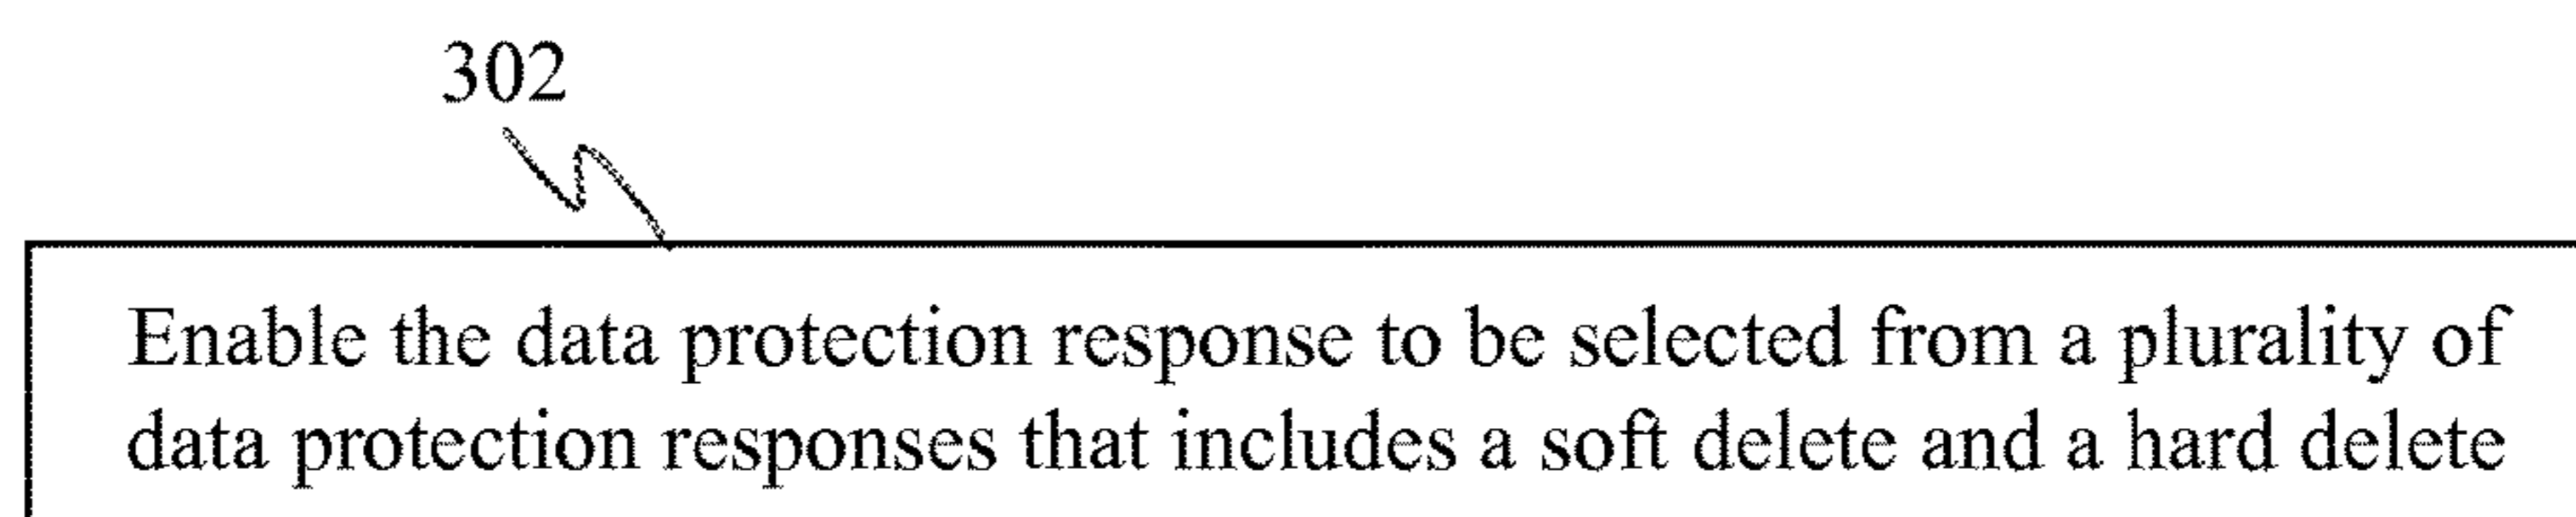 302
Enable the data protection response to be selected from a plurality of
data protection responses that includes a soft delete and a hard delete